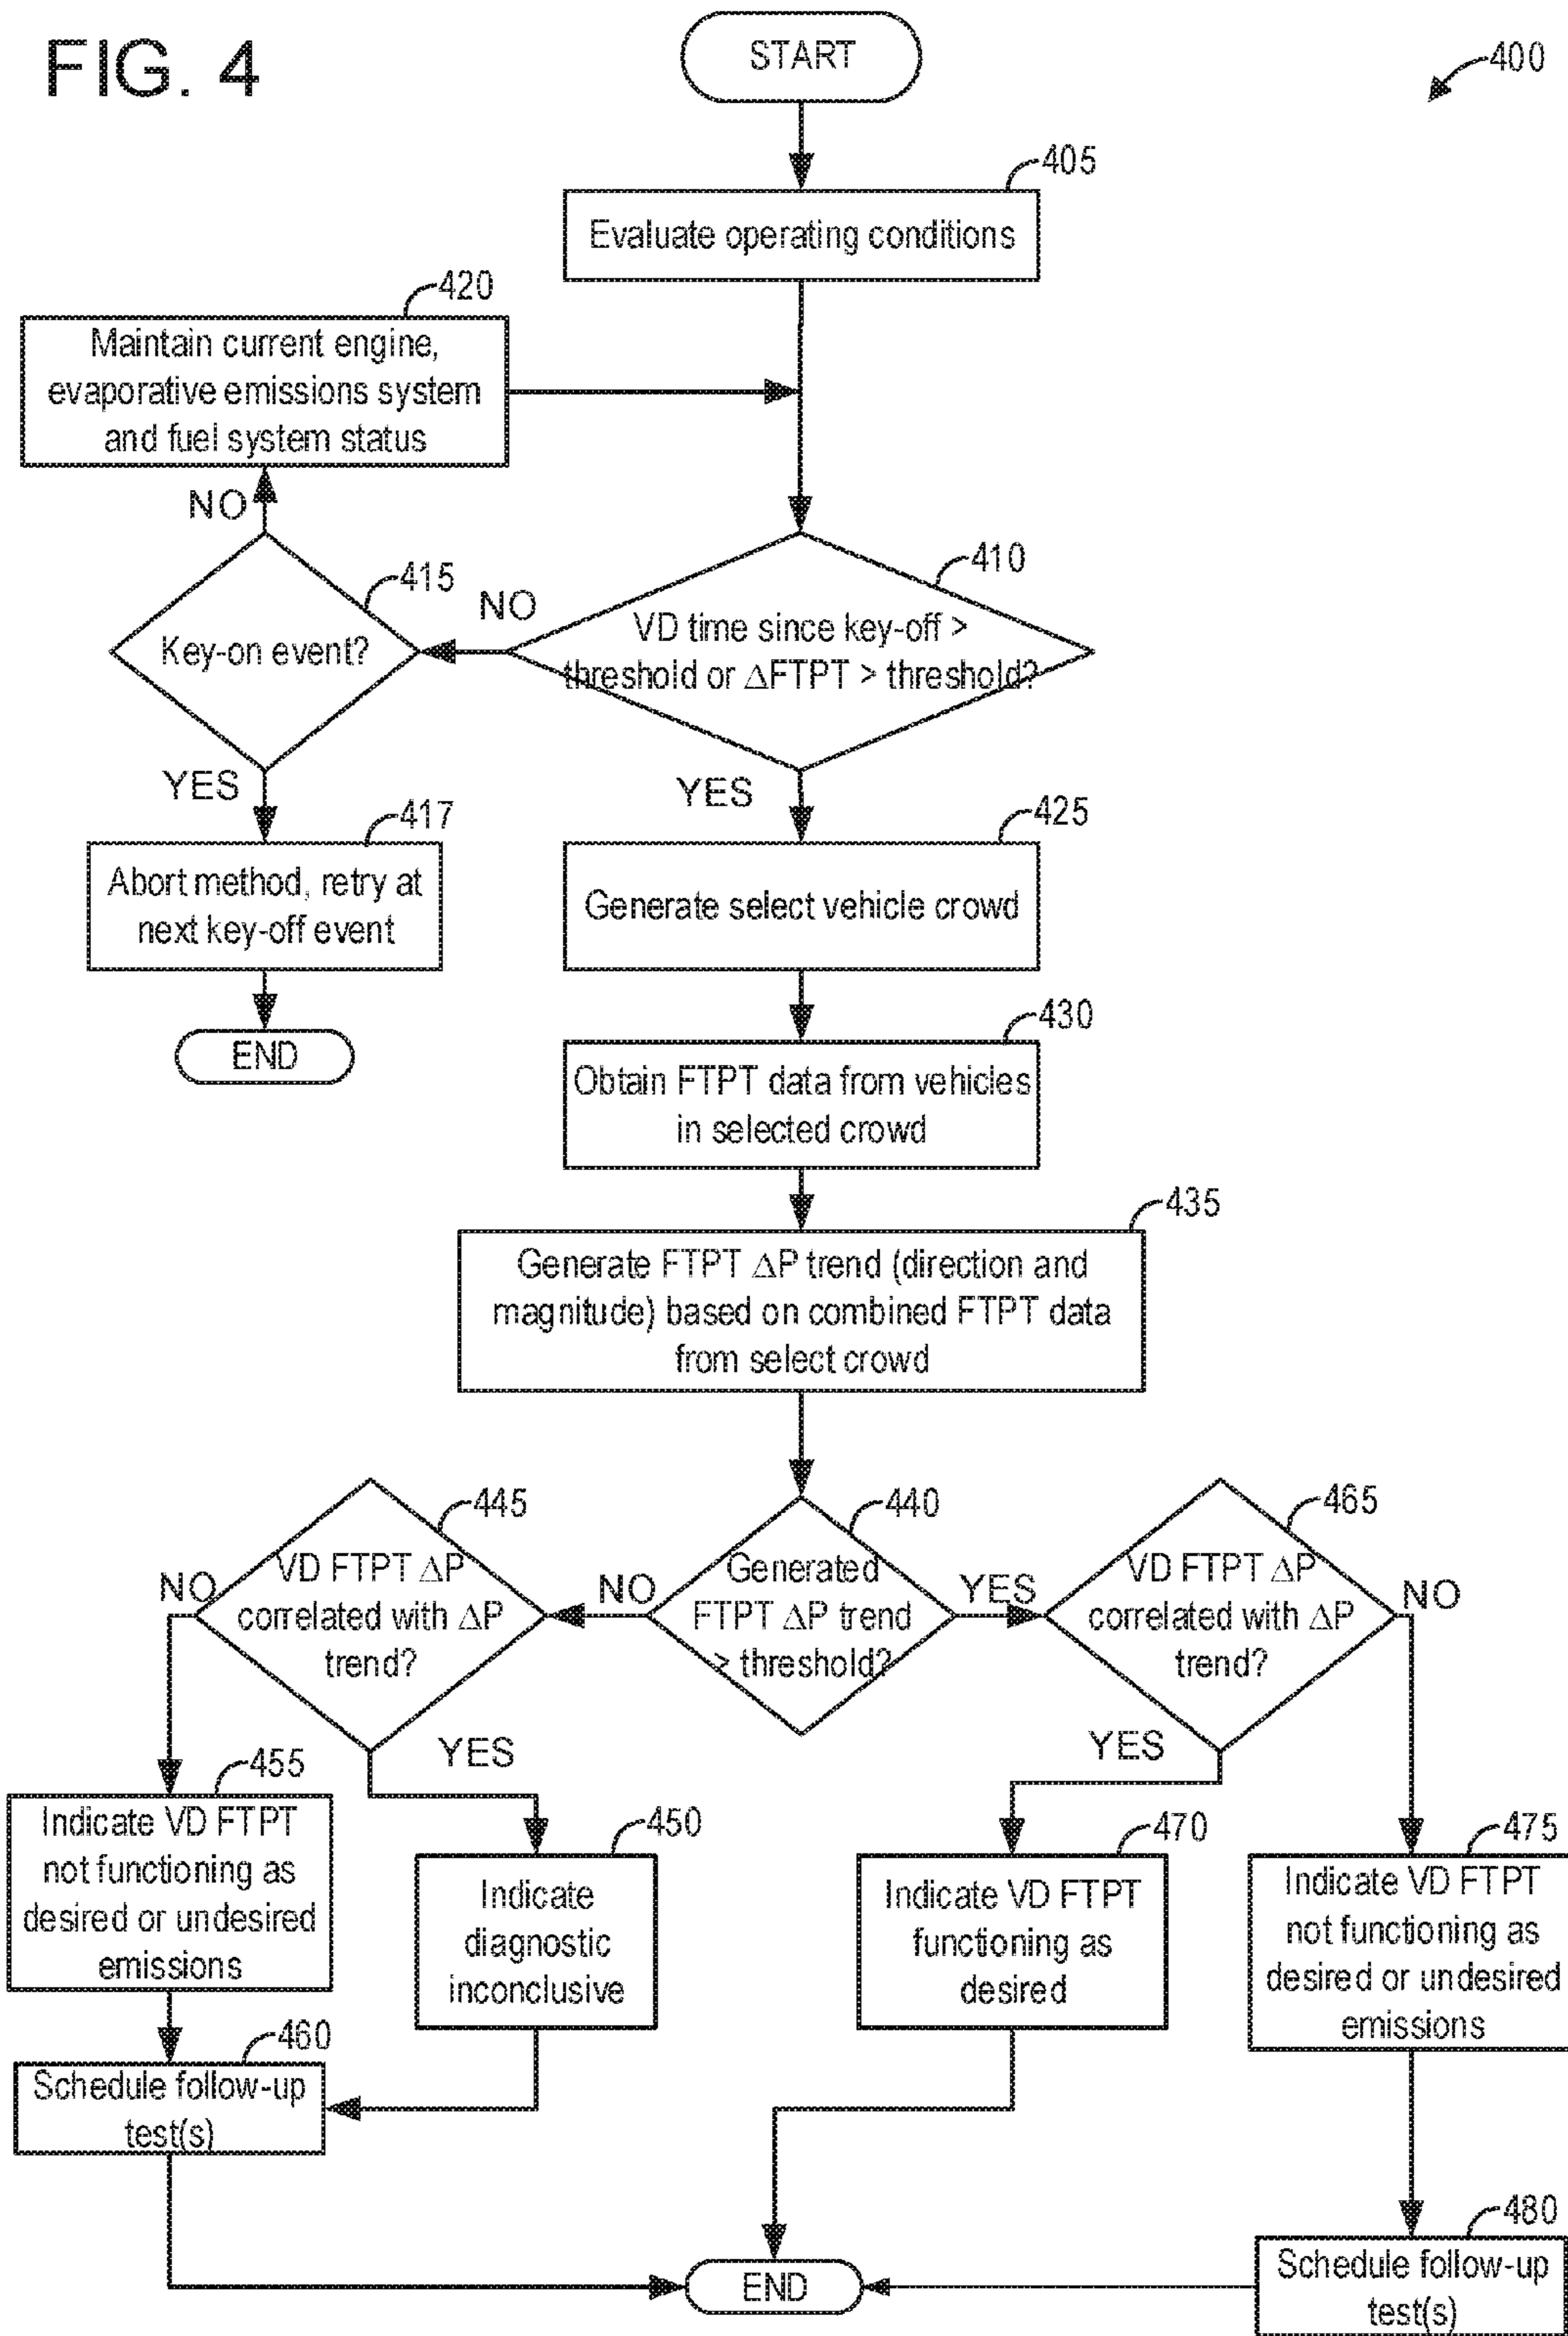 FIG. 4
START
400
405
Evaluate operating conditions
420
Maintain current engine,
evaporative emissions system
and fuel system status
NO
415
Key-on event?
NO
410
VD time since key-off >
threshold or ΔFTPT > threshold?
YES
YES
417
Abort method, retry at
next key-off event
END
425
Generate select vehicle crowd
430
Obtain FTPT data from vehicles
in selected crowd
435
Generate FTPT ΔP trend (direction and
magnitude) based on combined FTPT data
from select crowd
445
VD FTPT ΔP
correlated with ΔP
trend?
NO
YES
440
Generated
FTPT ΔP trend
> threshold?
NO
YES
465
VD FTPT ΔP
correlated with ΔP
trend?
NO
YES
455
Indicate VD FTPT
not functioning as
desired or undesired
emissions
450
Indicate
diagnostic
inconclusive
470
Indicate VD FTPT
functioning as
desired
475
Indicate VD FTPT
not functioning as
desired or undesired
emissions
460
Schedule follow-up
test(s)
END
480
Schedule follow-up
test(s)